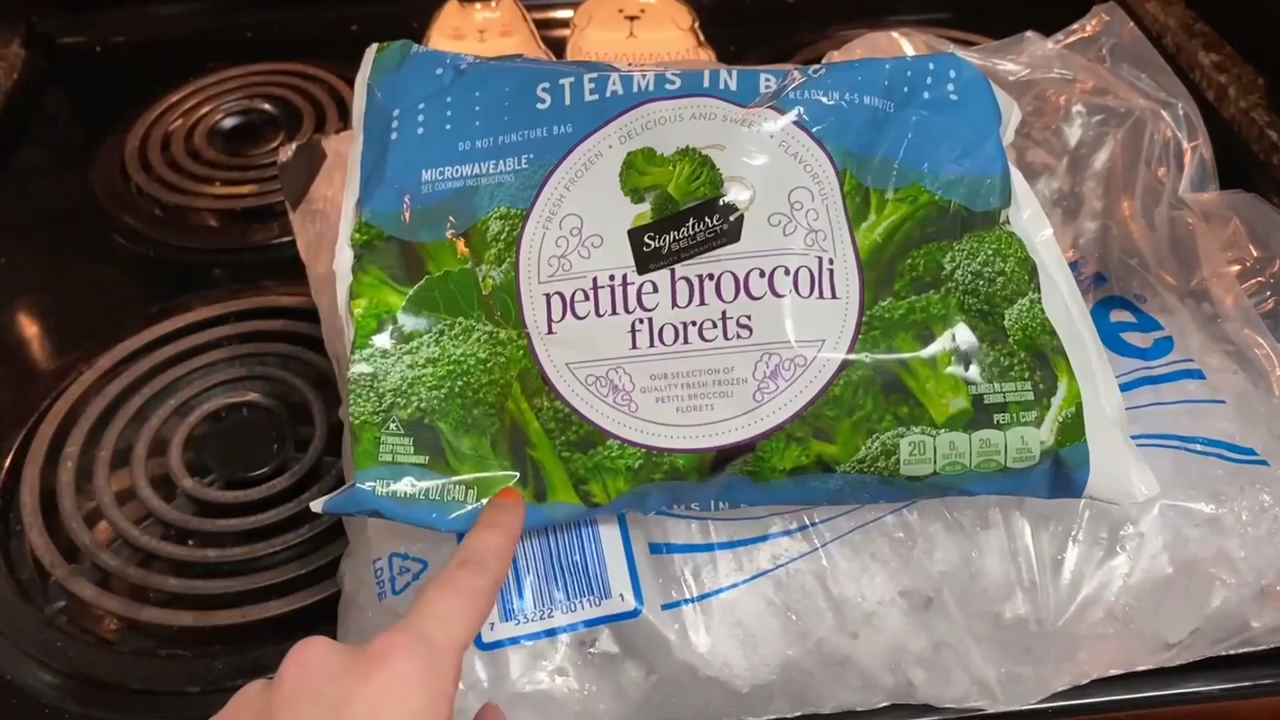 STEAMS IN BAG
READY IN 4-5 MINUTES
DO NOT PUNCTURE BAG
MICROWAVEABLE*
SEE COOKING INSTRUCTIONS
FRESH FROZEN • DELICIOUS AND SWEET • FLAVORFUL
Signature
SELECT®
QUALITY GUARANTEED
petite broccoli
florets
OUR SELECTION OF
QUALITY FRESH-FROZEN
PETITE BROCCOLI
FLORETS
ENLARGED TO SHOW DETAIL
SERVING SUGGESTION
PER 1 CUP
20
CALORIES
0g
SAT FAT
20mg
SODIUM
1g
TOTAL
SUGARS
K
PERISHABLE
KEEP FROZEN
COOK THOROUGHLY
NET WT 12 OZ (340 g)
AMS IN B
e®
4
LDPE
7 53222 00110 1